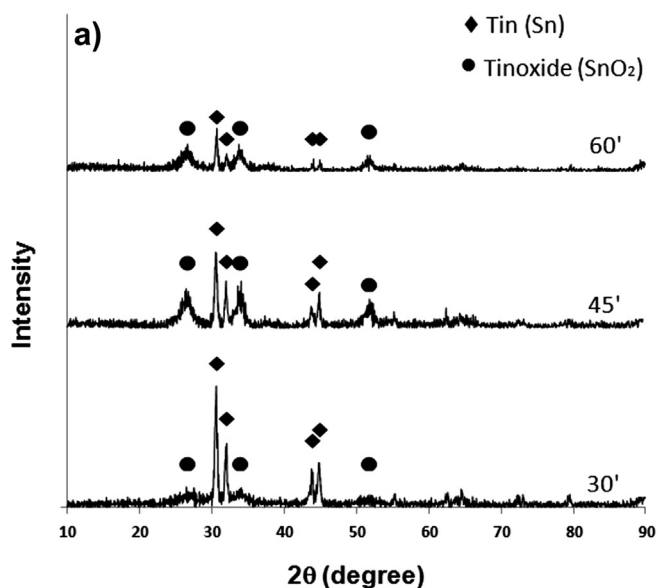 a)
Tin (Sn)
Tinoxide (SnO₂)
60'
45'
30'
Intensity
10 20 30 40 50 60 70 80 90
2θ (degree)